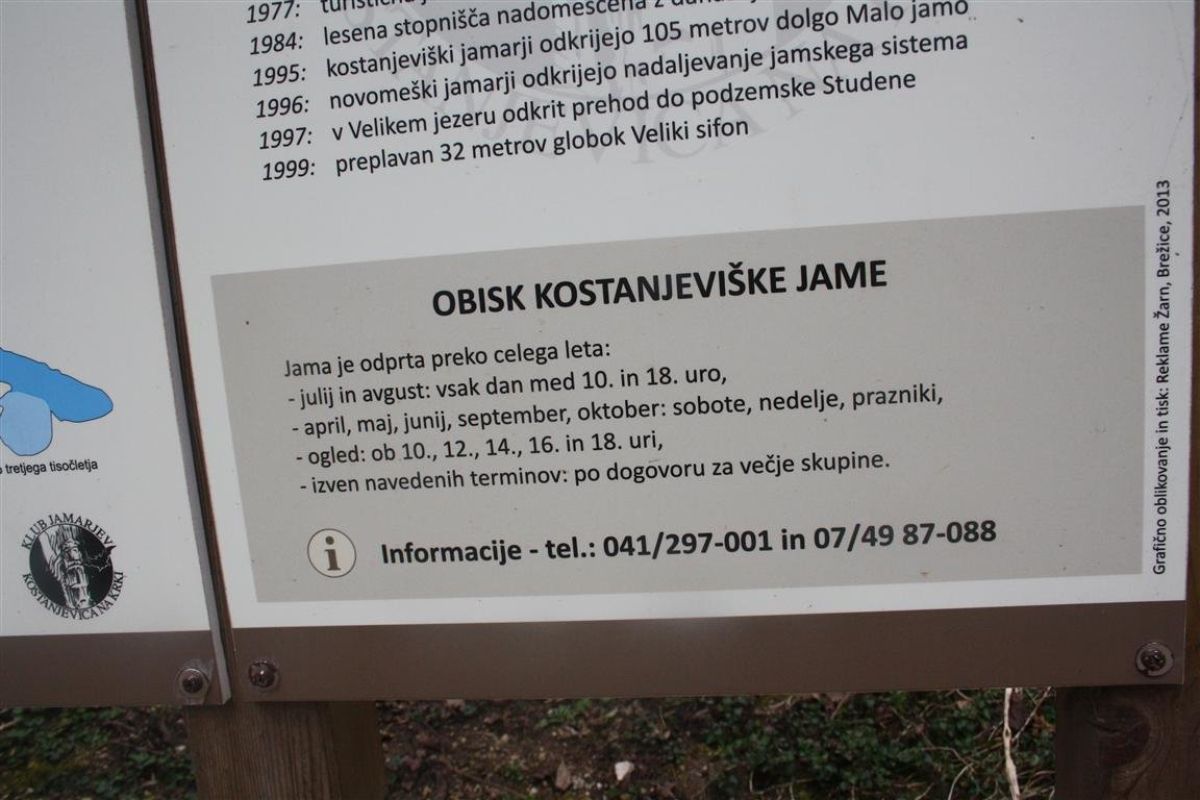 1977:
1984: lesena stopnišča nadomeščena z
1995: kostanjeviški jamarji odkrijejo 105 metrov dolgo Malo jamo
1996: novomeški jamarji odkrijejo nadaljevanje jamskega sistema
1997: v Velikem jezeru odkrit prehod do podzemske Studene
1999: preplavan 32 metrov globok Veliki sifon
OBISK KOSTANJEVIŠKE JAME
Jama je odprta preko celega leta:
- julij in avgust: vsak dan med 10. in 18. uro,
- april, maj, junij, september, oktober: sobote, nedelje, prazniki,
- ogled: ob 10., 12., 14., 16. in 18. uri,
- izven navedenih terminov: po dogovoru za večje skupine.
i Informacije - tel.: 041/297-001 in 07/49 87-088
Grafično oblikovanje in tisk: Reklame Žarn, Brežice, 2013
tretjega tisočletja
KLUB JAMARJEV
KOSTANJEVICA NA KRKI